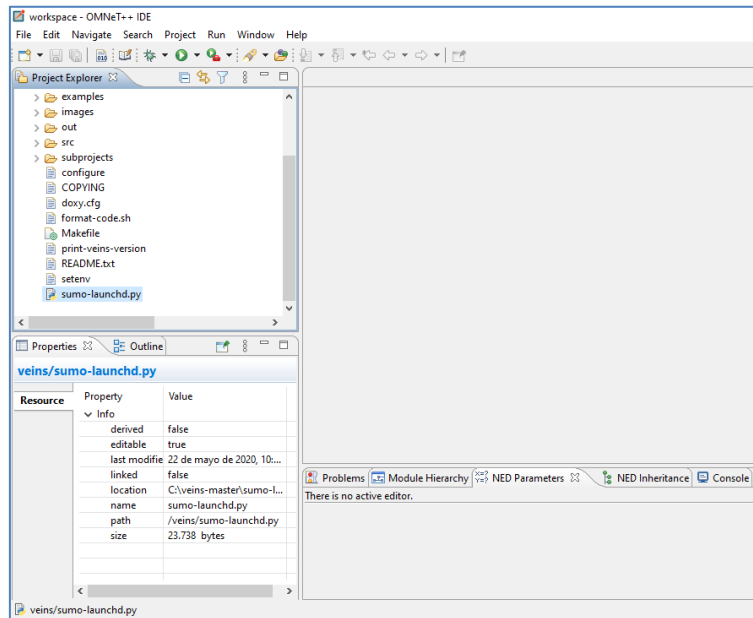 workspace - OMNeT++ IDE
File Edit Navigate Search Project Run Window Help
Project Explorer
examples
images
out
src
subprojects
configure
COPYING
doxy.cfg
format-code.sh
Makefile
print-veins-version
README.txt
setenv
sumo-launchd.py
Properties Outline
veins/sumo-launchd.py
Resource
Property Value
Info
derived false
editable true
last modifie 22 de mayo de 2020, 10:...
linked false
location C:\veins-master\sumo-l...
name sumo-launchd.py
path /veins/sumo-launchd.py
size 23.738 bytes
Problems Module Hierarchy NED Parameters NED Inheritance Console
There is no active editor.
veins/sumo-launchd.py